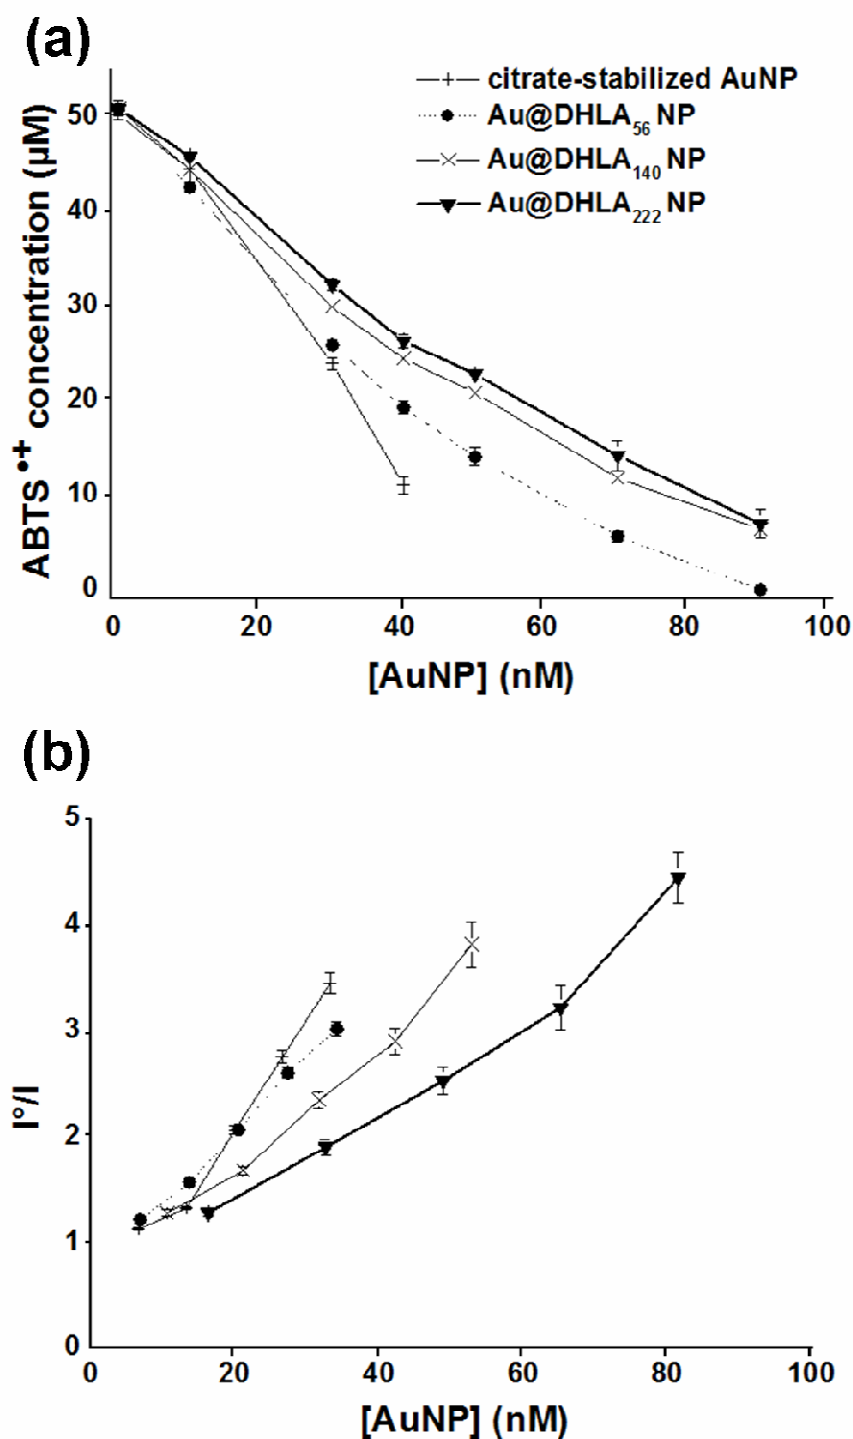 (a)
citrate-stabilized AuNP
Au@DHLA56 NP
Au@DHLA140 NP
Au@DHLA222 NP
ABTS•+ concentration (µM)
50
40
30
20
10
0
0 20 40 60 80 100
[AuNP] (nM)
(b)
I°/I
5
4
3
2
1
0
0 20 40 60 80 100
[AuNP] (nM)